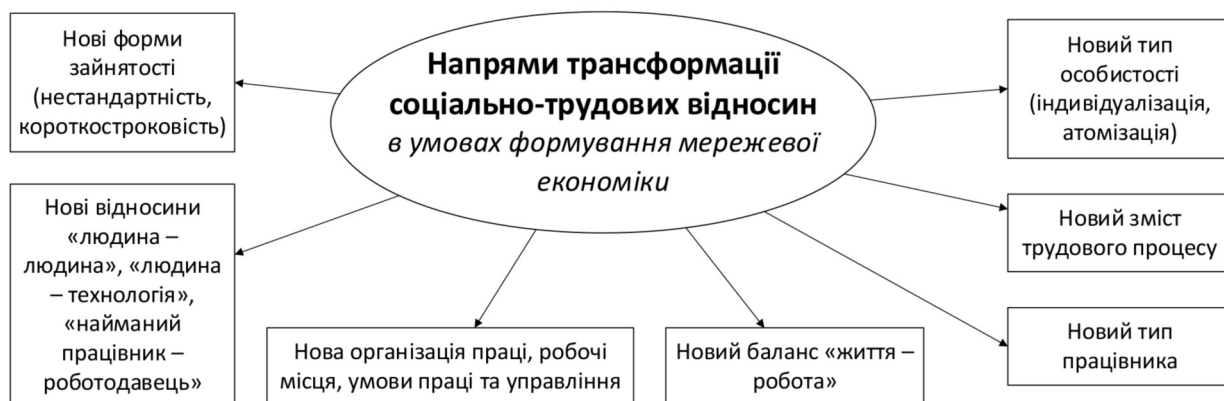 Нові форми
зайнятості
(нестандартність,
короткостроковість)
Напрями трансформації
соціально-трудових відносин
в умовах формування мережевої
економіки
Новий тип
особистості
(індивідуалізація,
атомізація)
Нові відносини
«людина –
людина», «людина
– технологія»,
«найманий
працівник –
роботодавець»
Нова організація праці, робочі
місця, умови праці та управління
Новий баланс «життя –
робота»
Новий зміст
трудового процесу
Новий тип
працівника